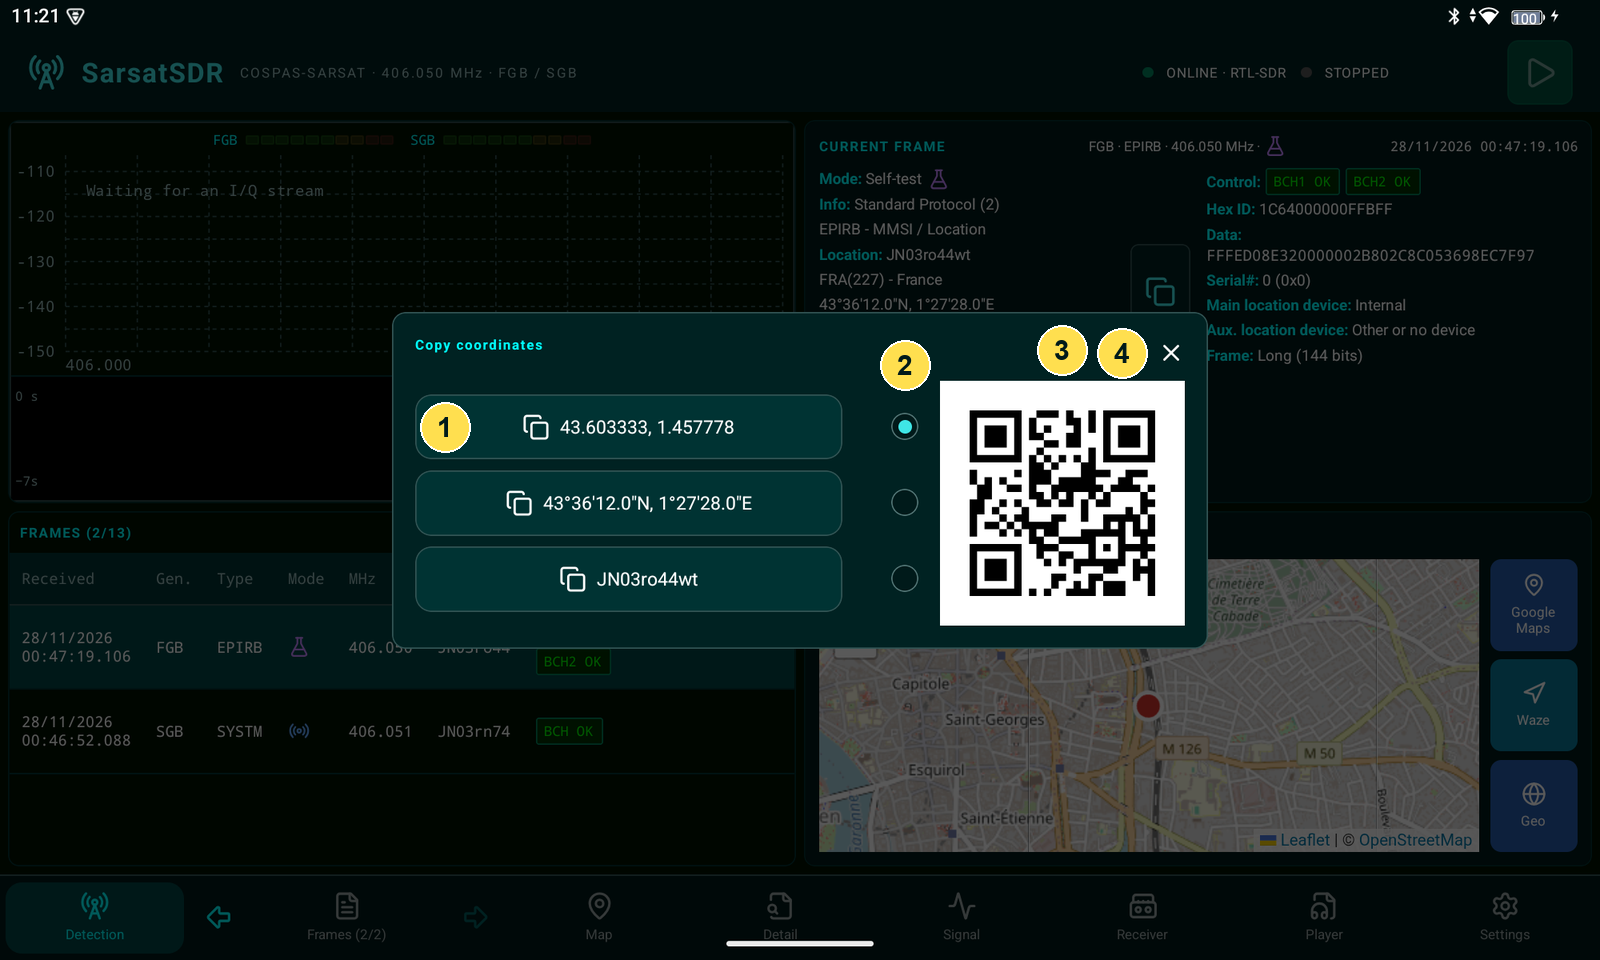 11:21
100
SarsatSDR
COSPAS-SARSAT · 406.050 MHz · FGB / SGB
ONLINE · RTL-SDR
STOPPED
FGB
SGB
-110
-120
-130
-140
-150
Waiting for an I/Q stream
406.000
0 s
-7s
CURRENT FRAME
FGB · EPIRB · 406.050 MHz ·
28/11/2026 00:47:19.106
Mode: Self-test
Info: Standard Protocol (2)
EPIRB - MMSI / Location
Location: JN03ro44wt
FRA(227) - France
43°36'12.0"N, 1°27'28.0"E
Control: BCH1 OK BCH2 OK
Hex ID: 1C64000000FFBFF
Data:
FFFED08E320000002B802C8C053698EC7F97
Serial#: 0 (0x0)
Main location device: Internal
Aux. location device: Other or no device
Frame: Long (144 bits)
Copy coordinates
1
2
3
4
43.603333, 1.457778
43°36'12.0"N, 1°27'28.0"E
JN03ro44wt
FRAMES (2/13)
Received Gen. Type Mode MHz
28/11/2026
00:47:19.106
FGB EPIRB 406.050 JN03ro44
BCH2 OK
28/11/2026
00:46:52.088
SGB SYSTM 406.051 JN03rn74 BCH OK
Cimetière
de Terre
Cabade
Capitole
Saint-Georges
M 126
M 50
Esquirol
Saint-Étienne
Boulev
en
Leaflet | © OpenStreetMap
Google
Maps
Waze
Geo
Detection
Frames (2/2)
Map
Detail
Signal
Receiver
Player
Settings